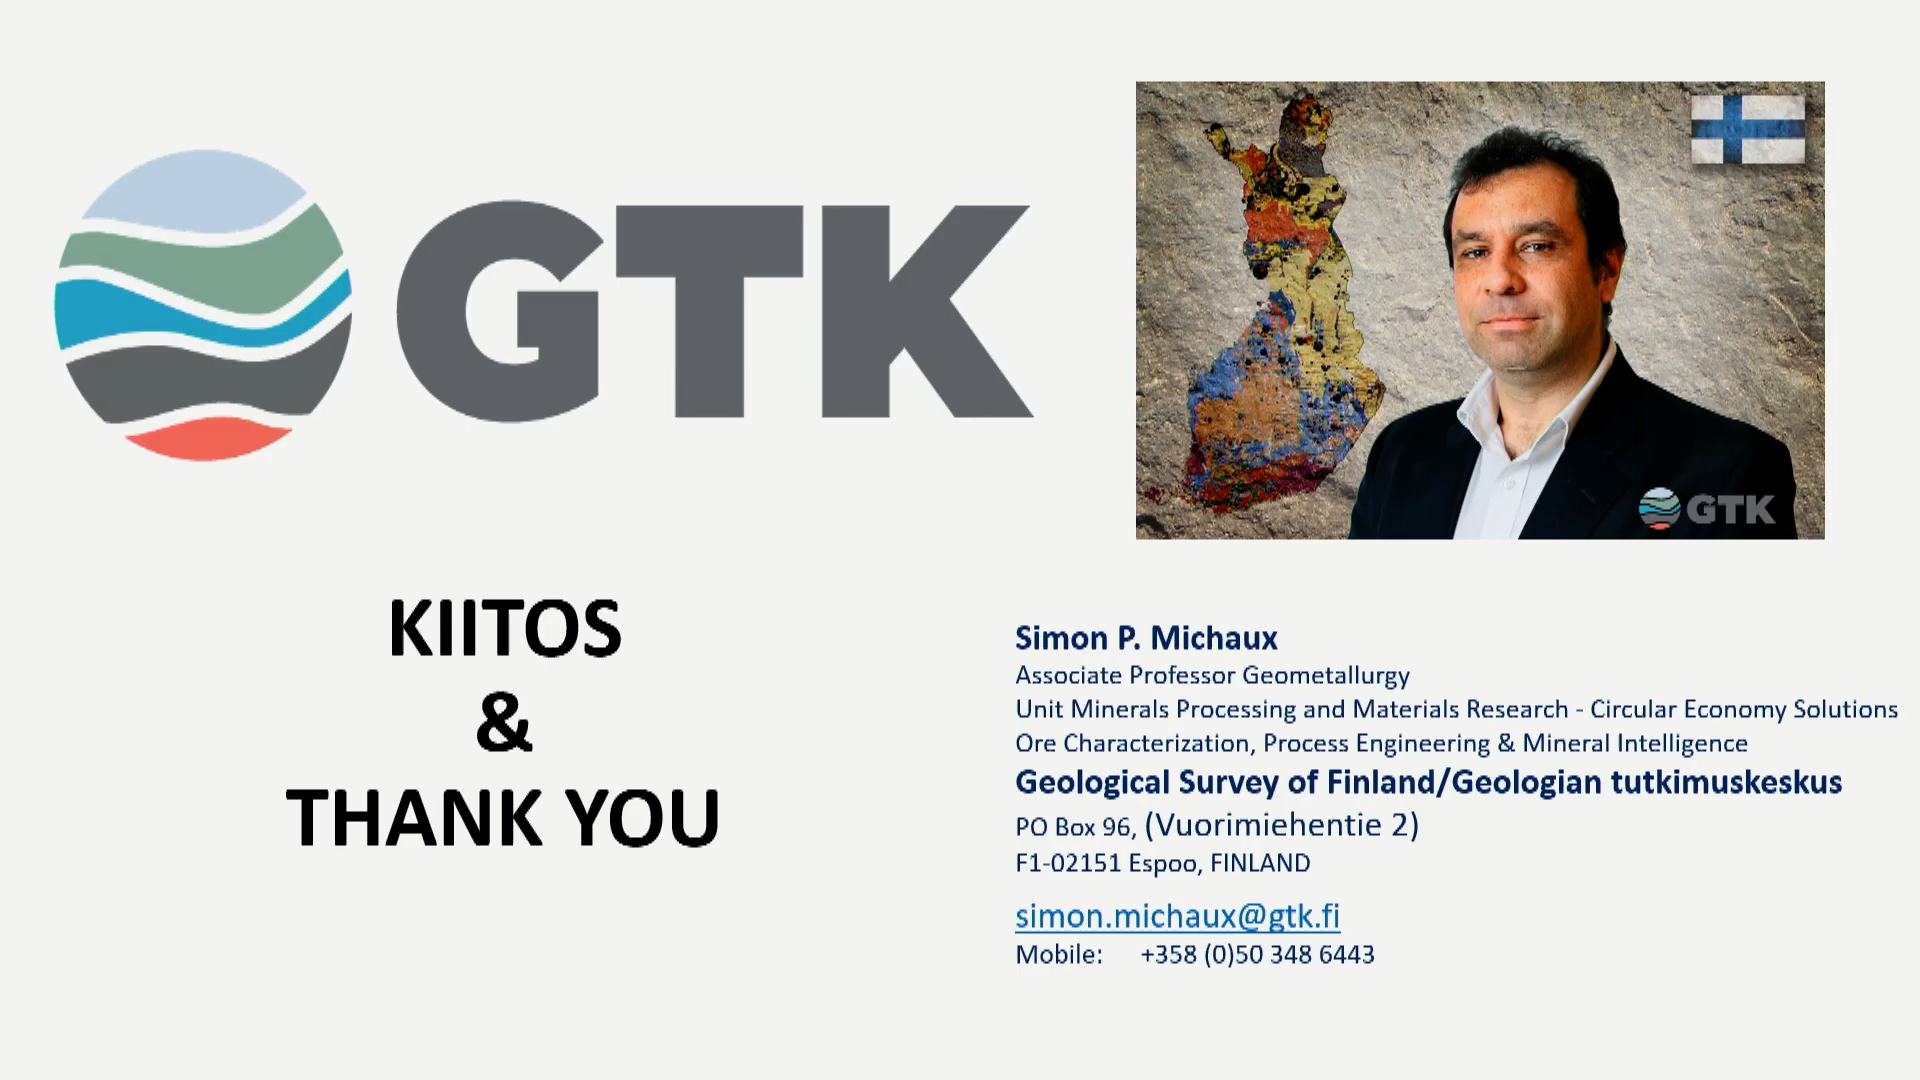 GTK
GTK
KIITOS
&
THANK YOU
Simon P. Michaux
Associate Professor Geometallurgy
Unit Minerals Processing and Materials Research - Circular Economy Solutions
Ore Characterization, Process Engineering & Mineral Intelligence
Geological Survey of Finland/Geologian tutkimuskeskus
PO Box 96, (Vuorimiehentie 2)
F1-02151 Espoo, FINLAND
simon.michaux@gtk.fi
Mobile: +358 (0)50 348 6443